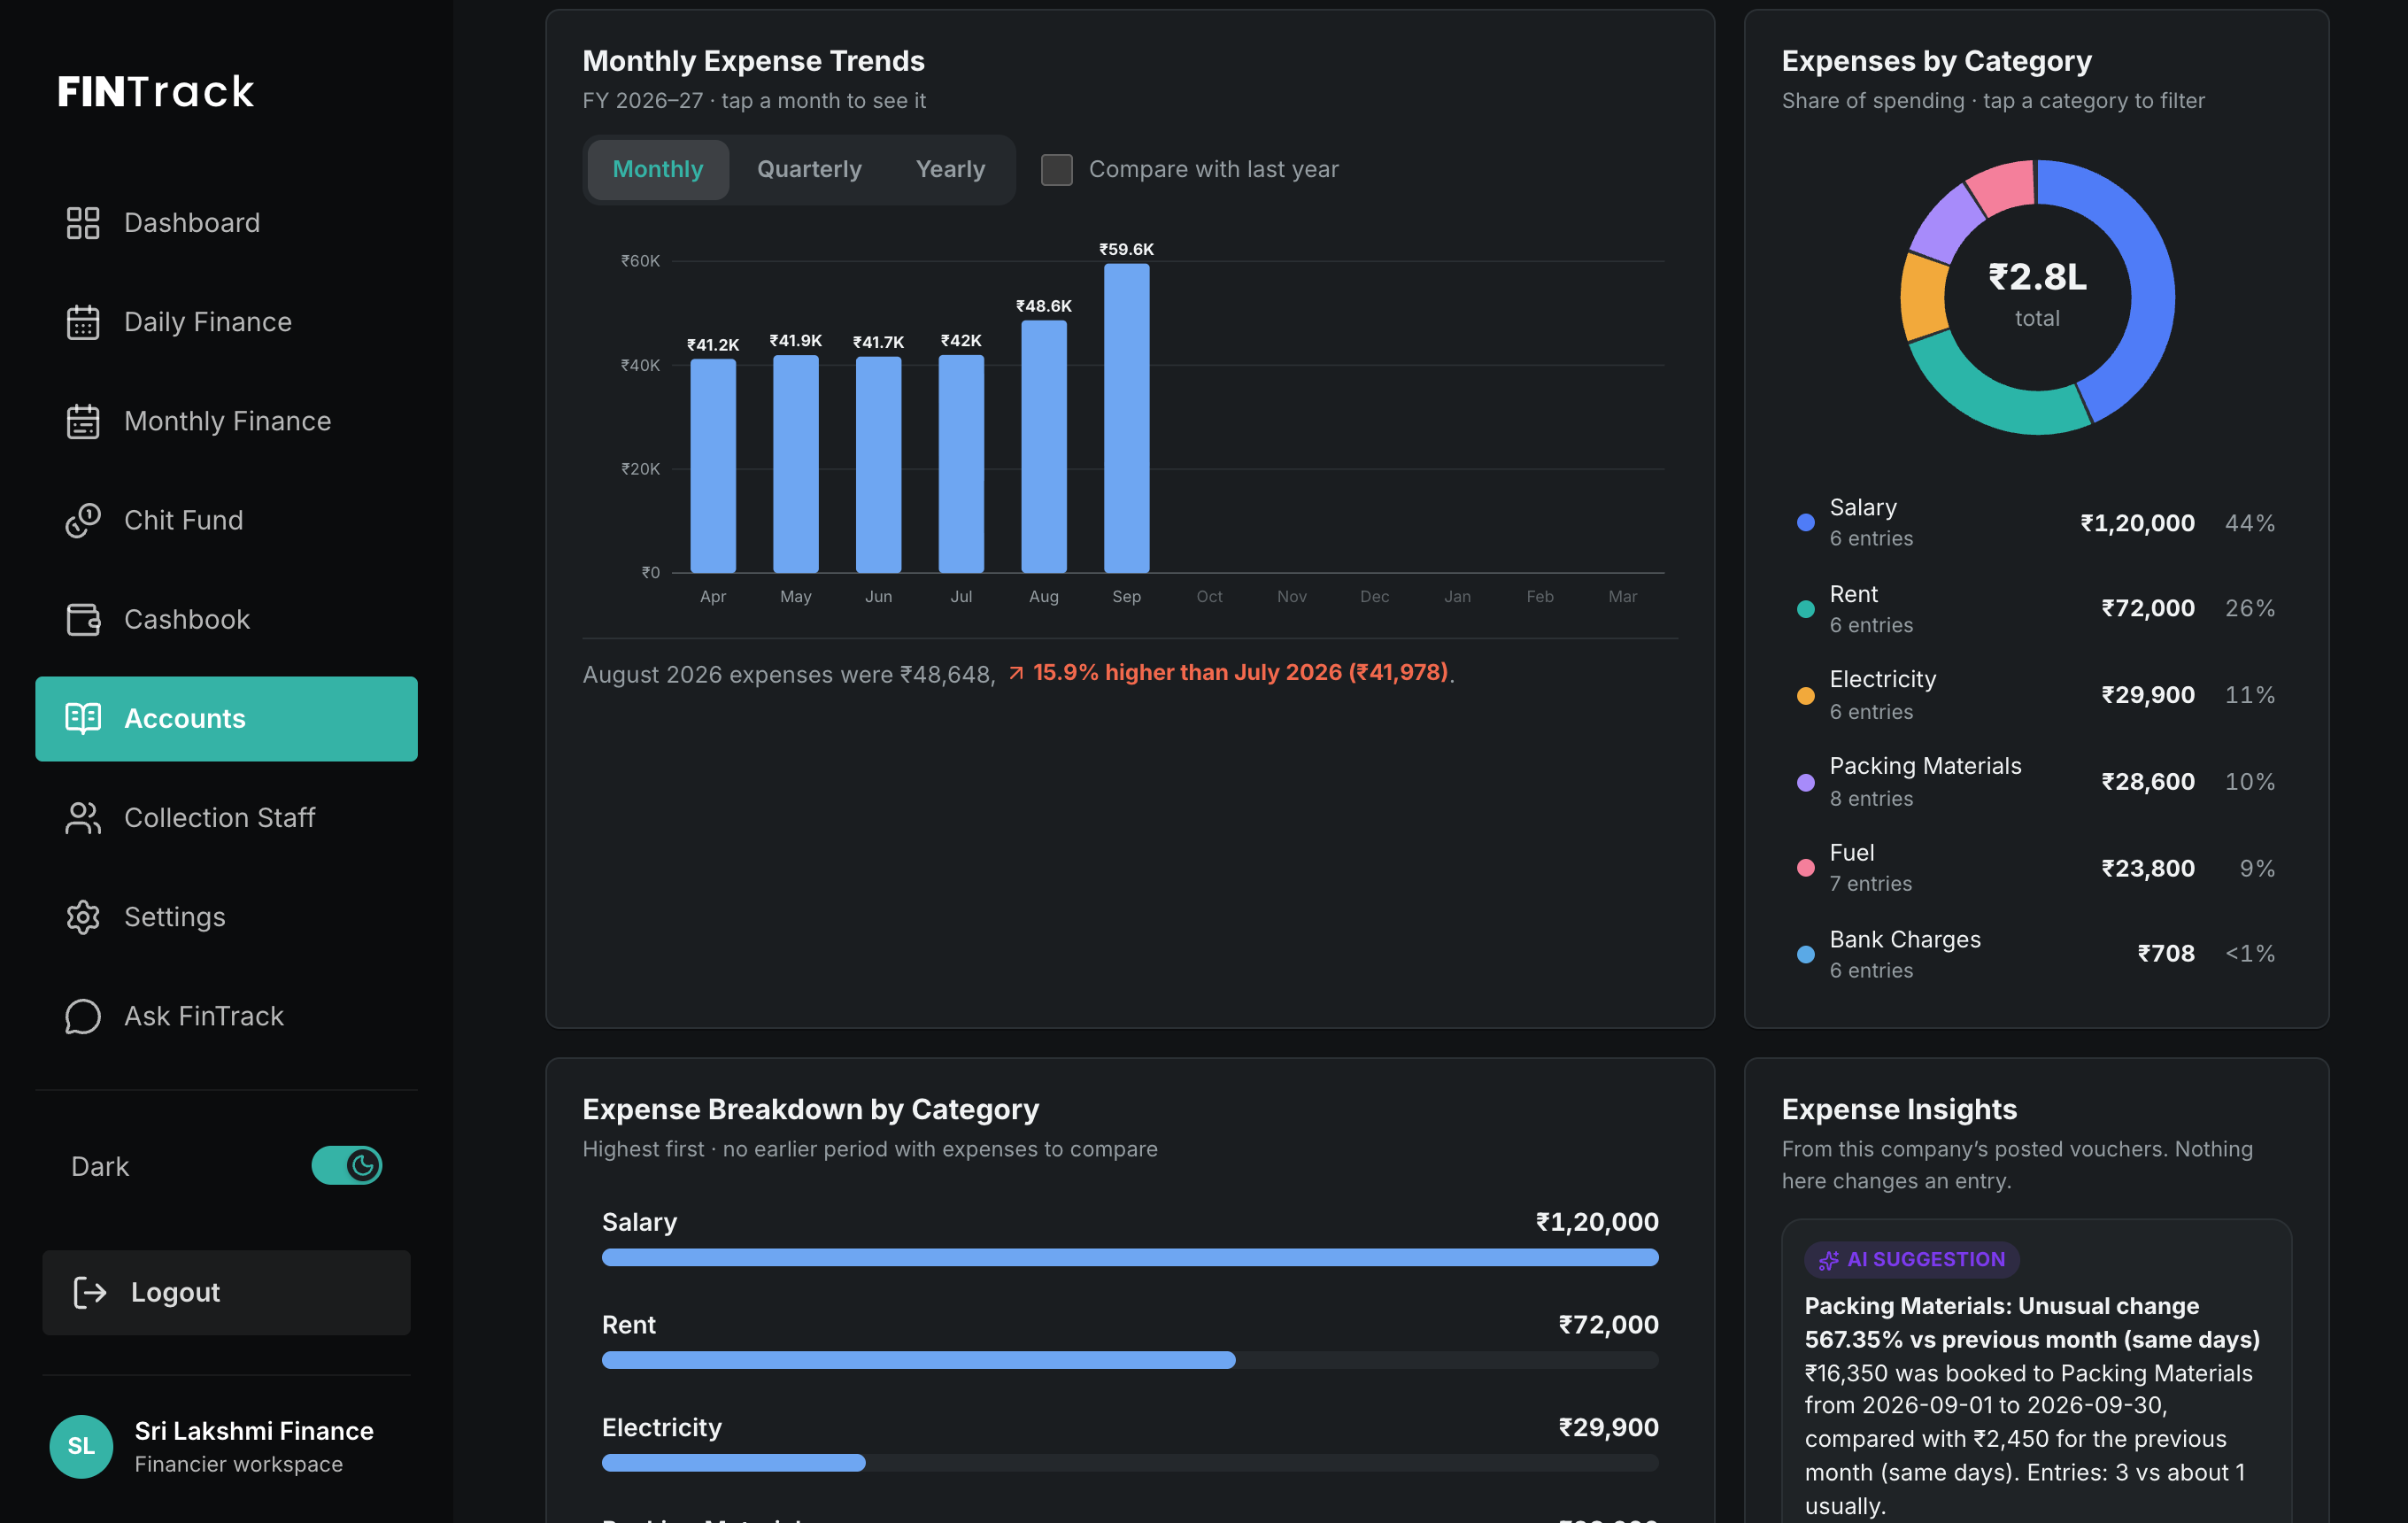 FINTrack
Dashboard
Daily Finance
Monthly Finance
Chit Fund
Cashbook
Accounts
Collection Staff
Settings
Ask FinTrack
Dark
Logout
SL
Sri Lakshmi Finance
Financier workspace
Monthly Expense Trends
FY 2026–27 · tap a month to see it
Monthly Quarterly Yearly Compare with last year
₹60K
₹40K
₹20K
₹0
₹41.2K ₹41.9K ₹41.7K ₹42K ₹48.6K ₹59.6K
Apr May Jun Jul Aug Sep Oct Nov Dec Jan Feb Mar
August 2026 expenses were ₹48,648, ↗ 15.9% higher than July 2026 (₹41,978).
Expenses by Category
Share of spending · tap a category to filter
₹2.8L
total
Salary ₹1,20,000 44%
6 entries
Rent ₹72,000 26%
6 entries
Electricity ₹29,900 11%
6 entries
Packing Materials ₹28,600 10%
8 entries
Fuel ₹23,800 9%
7 entries
Bank Charges ₹708 <1%
6 entries
Expense Breakdown by Category
Highest first · no earlier period with expenses to compare
Salary ₹1,20,000
Rent ₹72,000
Electricity ₹29,900
Expense Insights
From this company’s posted vouchers. Nothing
here changes an entry.
AI SUGGESTION
Packing Materials: Unusual change
567.35% vs previous month (same days)
₹16,350 was booked to Packing Materials
from 2026-09-01 to 2026-09-30,
compared with ₹2,450 for the previous
month (same days). Entries: 3 vs about 1
usually.